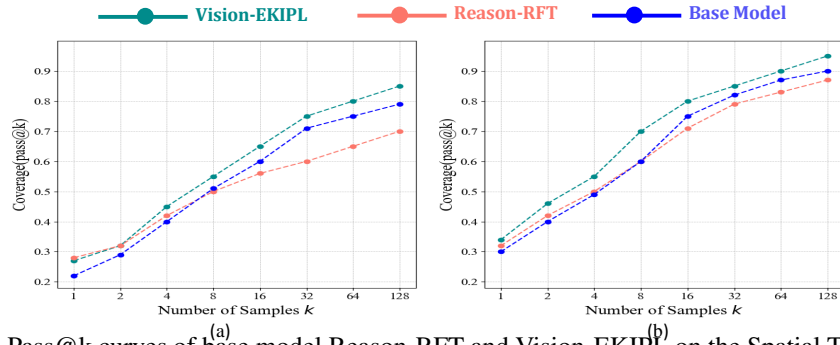 Vision-EKIPL Reason-RFT Base Model
0.9 0.9
0.8 0.8
0.7 0.7
0.6 0.6
0.5 0.5
0.4 0.4
0.3 0.3
0.2 0.2
Coverage(pass@k) Coverage(pass@k)
1 2 4 8 16 32 64 128 1 2 4 8 16 32 64 128
Number of Samples k Number of Samples k
(a) (b)
Pass@k curves of base model Reason-RFT and Vision-EKIPL on the Spatial